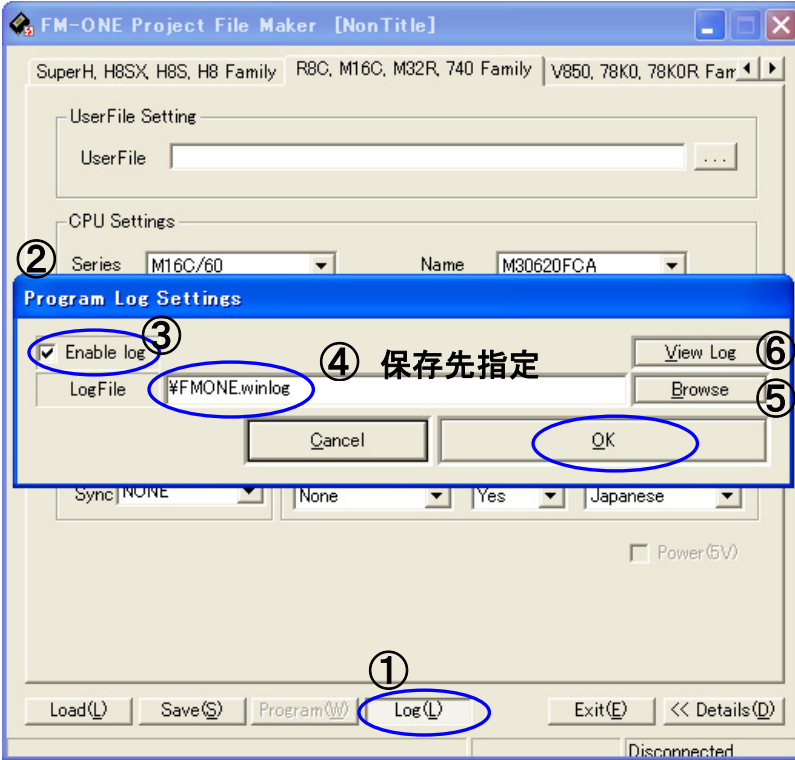 FM-ONE Project File Maker [NonTitle]
SuperH, H8SX, H8S, H8 Family R8C, M16C, M32R, 740 Family V850, 78K0, 78K0R Fam
UserFile Setting
UserFile ...
CPU Settings
②
Series M16C/60 Name M30620FCA
Program Log Settings
③
Enable log ④ 保存先指定 View Log ⑥
LogFile ¥FMONE.winlog Browse ⑤
Cancel OK
Sync NONE None Yes Japanese
Power(5V)
①
Load(L) Save(S) Program(W) Log(L) Exit(E) << Details(D)
Disconnected